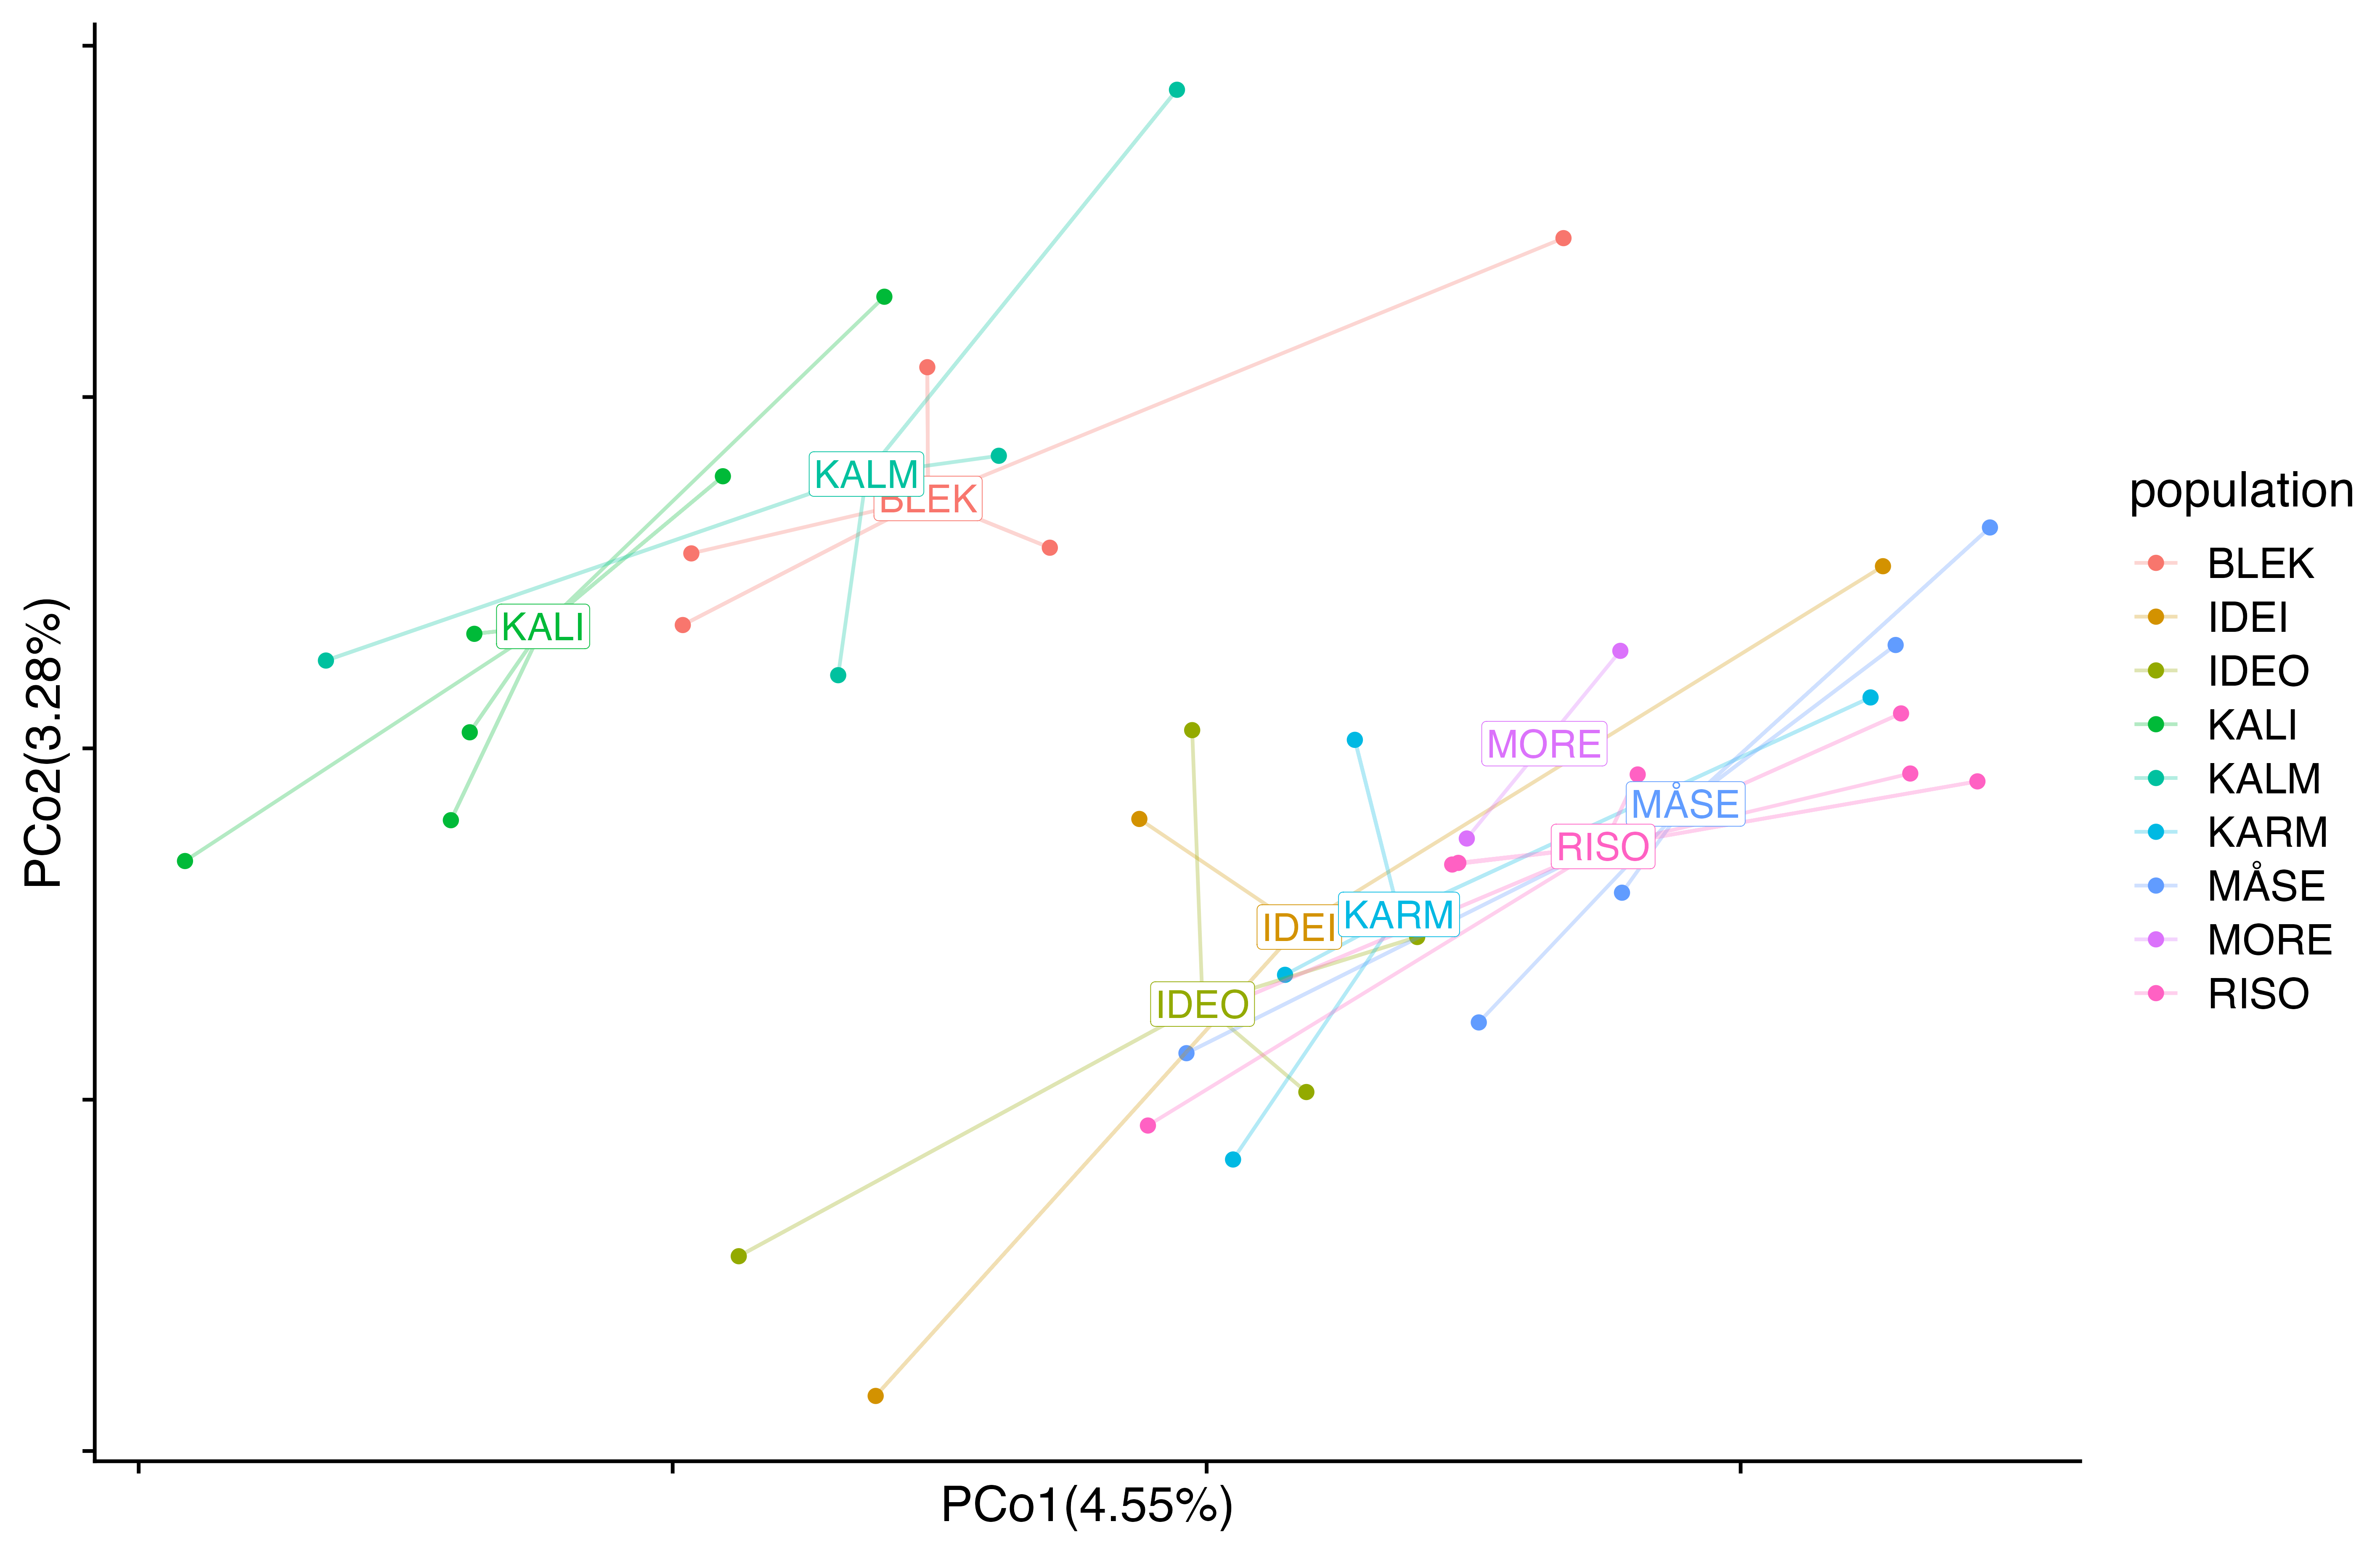 PCo2(3.28%)
KALM
BLEK
KALI
MORE
MÅSE
RISO
KARM
IDEI
IDEO
PCo1(4.55%)
population
BLEK
IDEI
IDEO
KALI
KALM
KARM
MÅSE
MORE
RISO